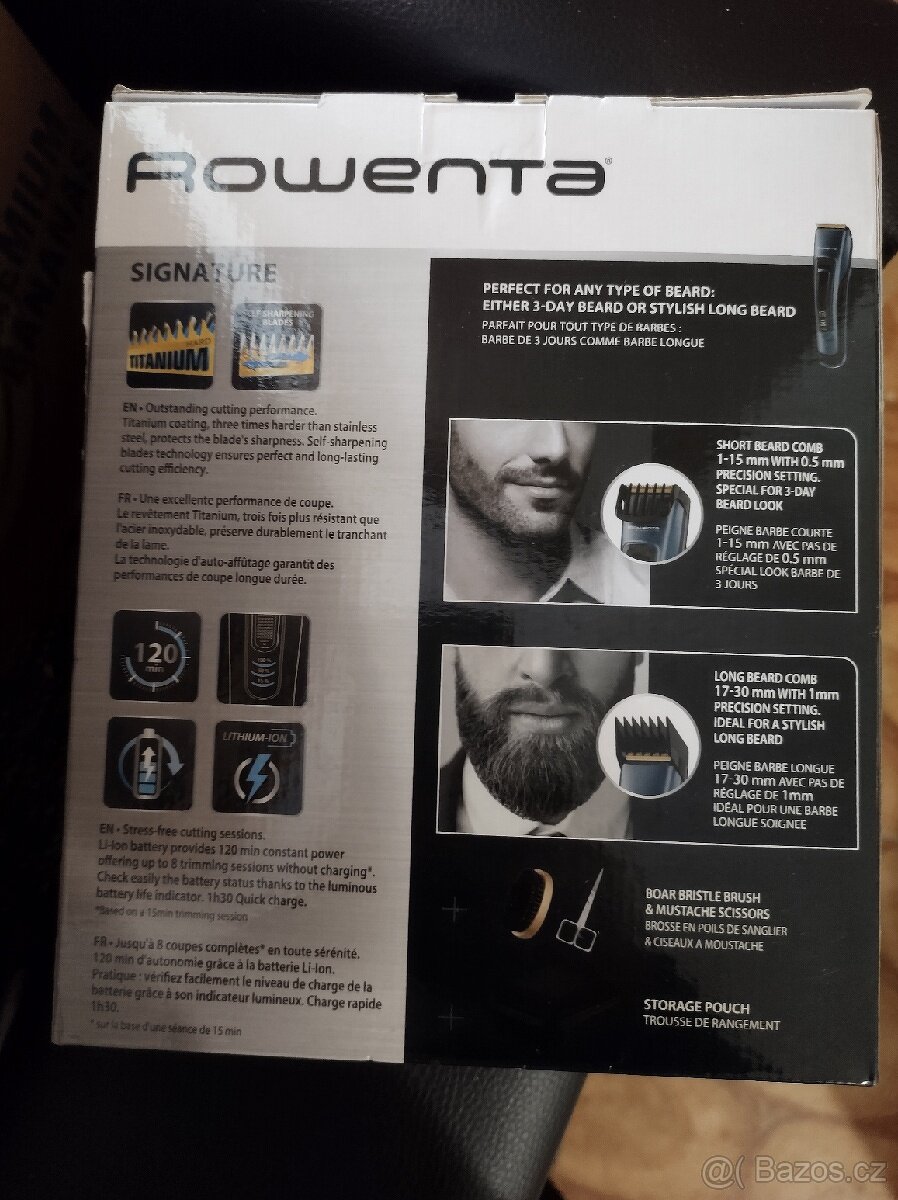 Rowenta®
SIGNATURE
HARD
TITANIUM
SHARPENING
BLADES
EN • Outstanding cutting performance.
Titanium coating, three times harder than stainless
steel, protects the blade's sharpness. Self-sharpening
blades technology ensures perfect and long-lasting
cutting efficiency.
FR • Une excellente performance de coupe.
Le revêtement Titanium, trois fois plus résistant que
l'acier inoxydable, préserve durablement le tranchant
de la lame.
La technologie d'auto-affûtage garantit des
performances de coupe longue durée.
120
min
100 %
LITHIUM-ION
EN • Stress-free cutting sessions.
Li-Ion battery provides 120 min constant power
offering up to 8 trimming sessions without charging*.
Check easily the battery status thanks to the luminous
battery life indicator. 1h30 Quick charge.
*Based on a 15min trimming session
FR • Jusqu'à 8 coupes complètes* en toute sérénité.
120 min d'autonomie grâce à la batterie Li-Ion.
Pratique : vérifiez facilement le niveau de charge de la
batterie grâce à son indicateur lumineux. Charge rapide
1h30.
* sur la base d'une séance de 15 min
PERFECT FOR ANY TYPE OF BEARD:
EITHER 3-DAY BEARD OR STYLISH LONG BEARD
PARFAIT POUR TOUT TYPE DE BARBES :
BARBE DE 3 JOURS COMME BARBE LONGUE
SHORT BEARD COMB
1-15 mm WITH 0.5 mm
PRECISION SETTING.
SPECIAL FOR 3-DAY
BEARD LOOK
PEIGNE BARBE COURTE
1-15 mm AVEC PAS DE
RÉGLAGE DE 0.5 mm
SPÉCIAL LOOK BARBE DE
3 JOURS
LONG BEARD COMB
17-30 mm WITH 1mm
PRECISION SETTING.
IDEAL FOR A STYLISH
LONG BEARD
PEIGNE BARBE LONGUE
17-30 mm AVEC PAS DE
RÉGLAGE DE 1mm
IDÉAL POUR UNE BARBE
LONGUE SOIGNEE
BOAR BRISTLE BRUSH
& MUSTACHE SCISSORS
BROSSE EN POILS DE SANGLIER
& CISEAUX A MOUSTACHE
STORAGE POUCH
TROUSSE DE RANGEMENT
@( Bazoš.cz